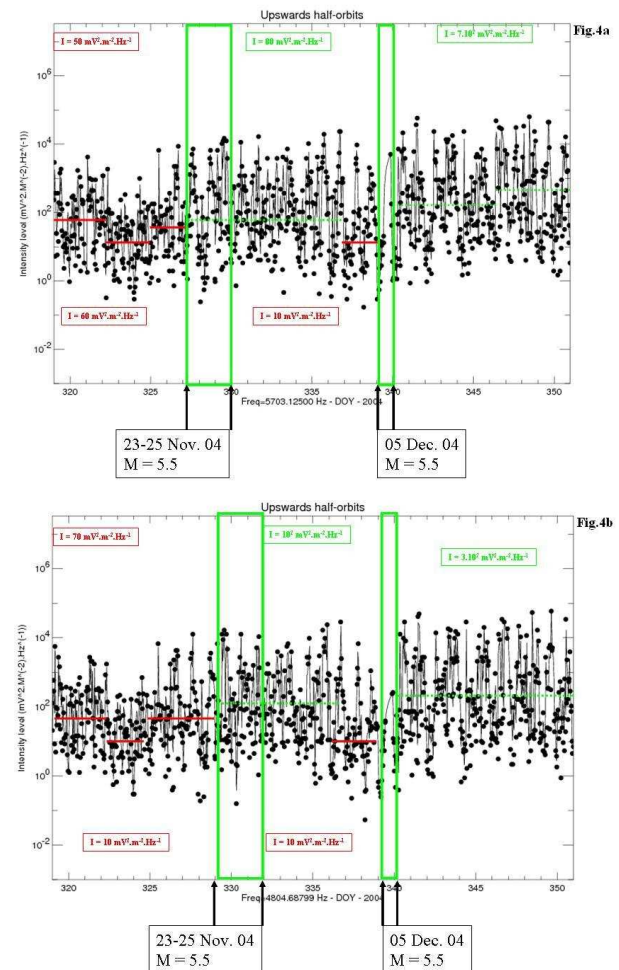 Upswards half-orbits
Fig.4a
I = 50 mV².m⁻².Hz⁻¹
I = 80 mV².m⁻².Hz⁻¹
I = 7.10² mV².m⁻².Hz⁻¹
Intensity level (mV^2.M^(-2).Hz^(-1))
10⁶
10⁴
10²
10⁰
10⁻²
I = 60 mV².m⁻².Hz⁻¹
I = 10 mV².m⁻².Hz⁻¹
320 325 330 335 340 345 350
Freq=5703.12500 Hz - DOY - 2004
23-25 Nov. 04
M = 5.5
05 Dec. 04
M = 5.5
Upswards half-orbits
Fig.4b
I = 70 mV².m⁻².Hz⁻¹
I = 10² mV².m⁻².Hz⁻¹
I = 3.10² mV².m⁻².Hz⁻¹
Intensity level (mV^2.M^(-2).Hz^(-1))
10⁶
10⁴
10²
10⁰
10⁻²
I = 10 mV².m⁻².Hz⁻¹
I = 10 mV².m⁻².Hz⁻¹
320 325 330 335 340 345 350
Freq=4804.68799 Hz - DOY - 2004
23-25 Nov. 04
M = 5.5
05 Dec. 04
M = 5.5